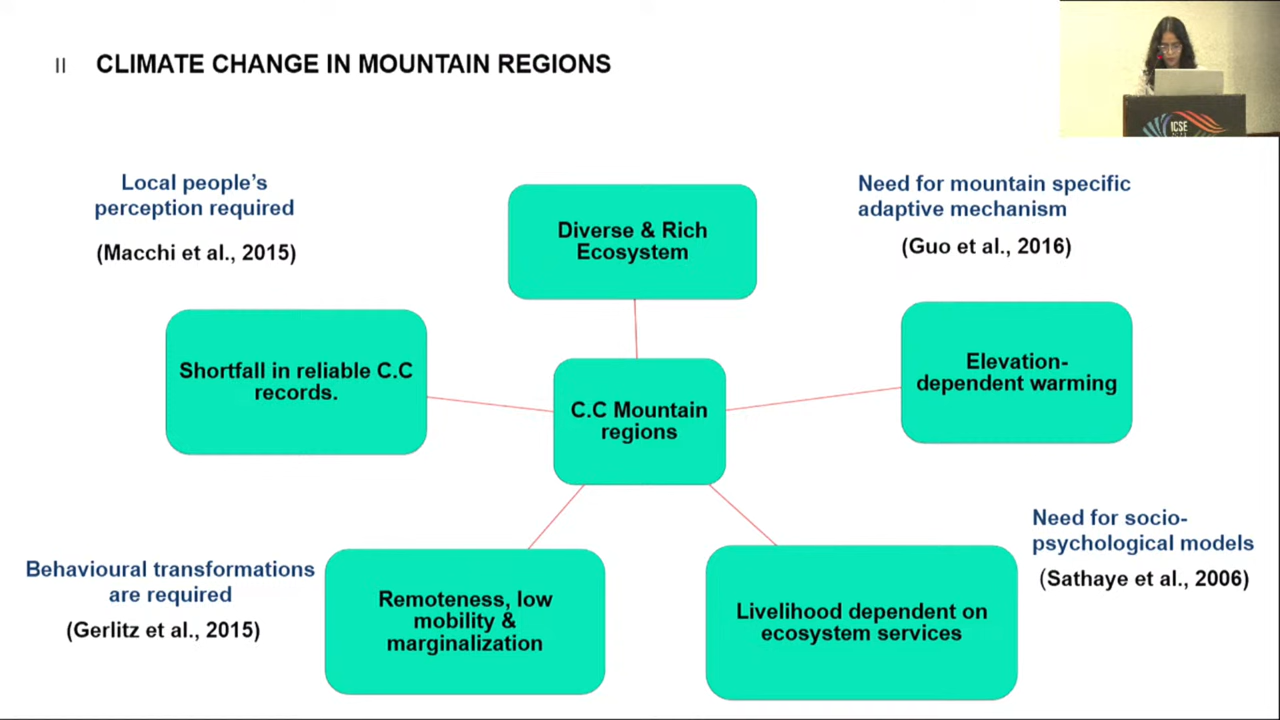 II CLIMATE CHANGE IN MOUNTAIN REGIONS
ICSE
Local people's
perception required
(Macchi et al., 2015)
Diverse & Rich
Ecosystem
Need for mountain specific
adaptive mechanism
(Guo et al., 2016)
Shortfall in reliable C.C
records.
C.C Mountain
regions
Elevation-
dependent warming
Behavioural transformations
are required
(Gerlitz et al., 2015)
Remoteness, low
mobility &
marginalization
Livelihood dependent on
ecosystem services
Need for socio-
psychological models
(Sathaye et al., 2006)